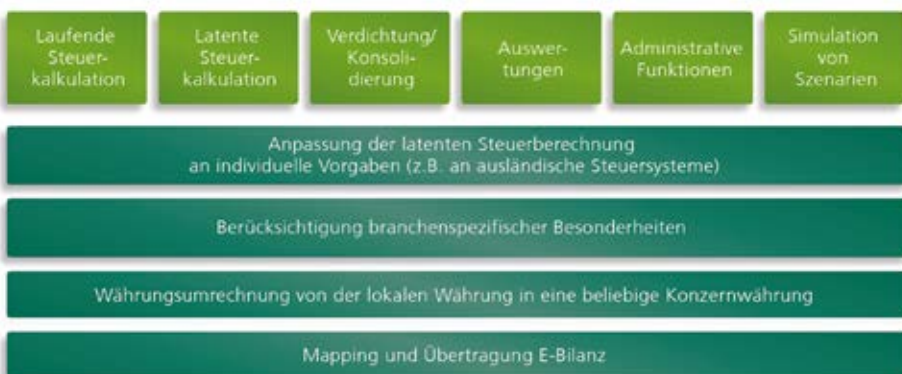 Laufende
Steuer-
kalkulation
Latente
Steuer-
kalkulation
Verdichtung/
Konsoli-
dierung
Auswer-
tungen
Administrative
Funktionen
Simulation
von
Szenarien
Anpassung der latenten Steuerberechnung
an individuelle Vorgaben (z.B. an ausländische Steuersysteme)
Berücksichtigung branchenspezifischer Besonderheiten
Währungsumrechnung von der lokalen Währung in eine beliebige Konzernwährung
Mapping und Übertragung E-Bilanz